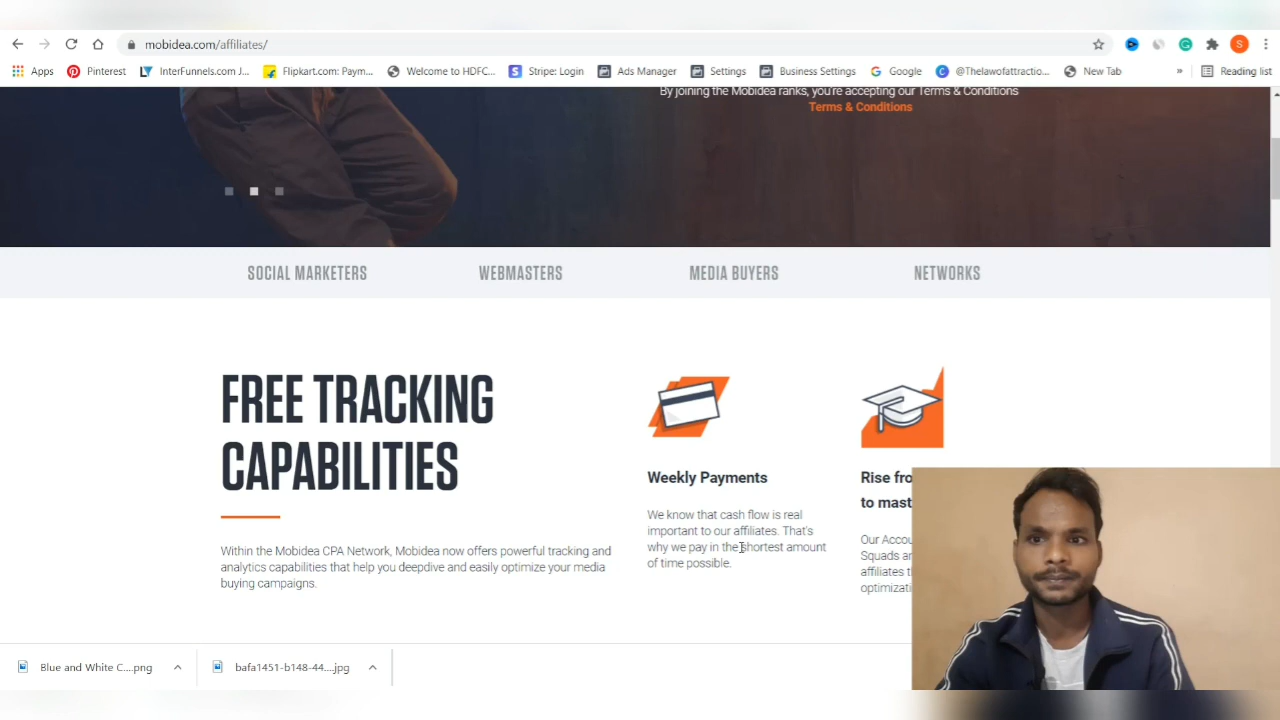 mobidea.com/affiliates/
S
Apps
Pinterest
InterFunnels.com J...
Flipkart.com: Paym...
Welcome to HDFC...
Stripe: Login
Ads Manager
Settings
Business Settings
Google
@Thelawofattractio...
New Tab
»
Reading list
By joining the Mobidea ranks, you're accepting our Terms & Conditions
Terms & Conditions
SOCIAL MARKETERS
WEBMASTERS
MEDIA BUYERS
NETWORKS
FREE TRACKING
CAPABILITIES
Within the Mobidea CPA Network, Mobidea now offers powerful tracking and
analytics capabilities that help you deepdive and easily optimize your media
buying campaigns.
Weekly Payments
We know that cash flow is real
important to our affiliates. That's
why we pay in the shortest amount
of time possible.
Rise fro
to mast
Our Accou
Squads ar
affiliates t
optimizati
Blue and White C....png
bafa1451-b148-44....jpg